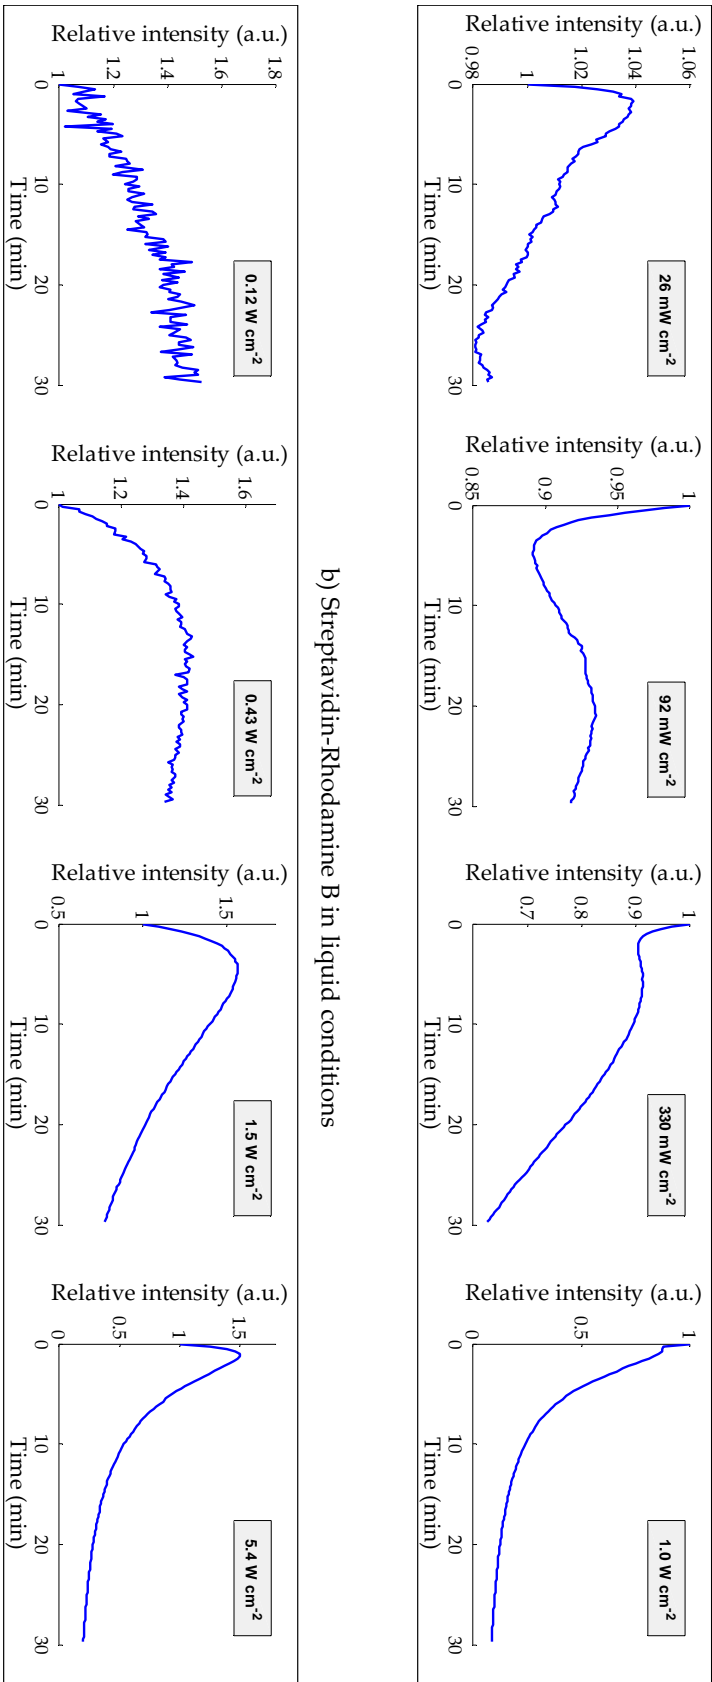 Relative intensity (a.u.)
1.06
1.04
1.02
1
0.98
26 mW cm⁻²
0 10 20 30
Time (min)
Relative intensity (a.u.)
1
0.95
0.9
0.85
92 mW cm⁻²
0 10 20 30
Time (min)
Relative intensity (a.u.)
1
0.9
0.8
0.7
330 mW cm⁻²
0 10 20 30
Time (min)
Relative intensity (a.u.)
1
0.5
0
1.0 W cm⁻²
0 10 20 30
Time (min)
b) Streptavidin-Rhodamine B in liquid conditions
Relative intensity (a.u.)
1.8
1.6
1.4
1.2
1
0.12 W cm⁻²
0 10 20 30
Time (min)
Relative intensity (a.u.)
1.6
1.4
1.2
1
0.43 W cm⁻²
0 10 20 30
Time (min)
Relative intensity (a.u.)
1.5
1
0.5
1.5 W cm⁻²
0 10 20 30
Time (min)
Relative intensity (a.u.)
1.5
1
0.5
0
5.4 W cm⁻²
0 10 20 30
Time (min)